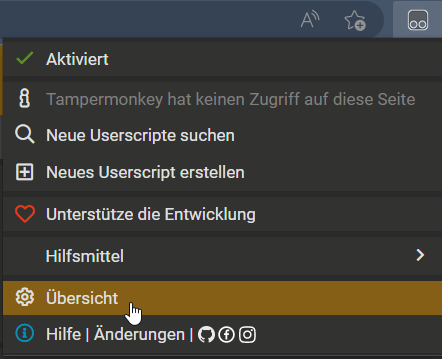 Aktiviert
Tampermonkey hat keinen Zugriff auf diese Seite
Neue Userscripte suchen
Neues Userscript erstellen
Unterstütze die Entwicklung
Hilfsmittel
Übersicht
Hilfe | Änderungen |